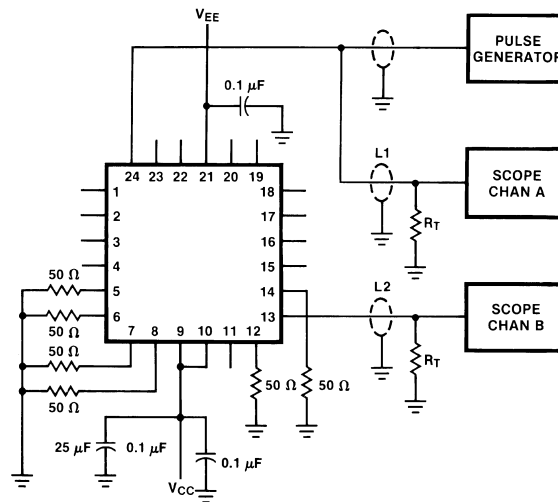 VEE
PULSE
GENERATOR
0.1 µF
24 23 22 21 20 19
L1
SCOPE
CHAN A
1 18
2 17
RT
3 16
4 15
50 Ω
5 14
L2
SCOPE
CHAN B
6 13
50 Ω
50 Ω
7 8 9 10 11 12
RT
50 Ω 50 Ω
50 Ω
25 µF 0.1 µF
0.1 µF
VCC